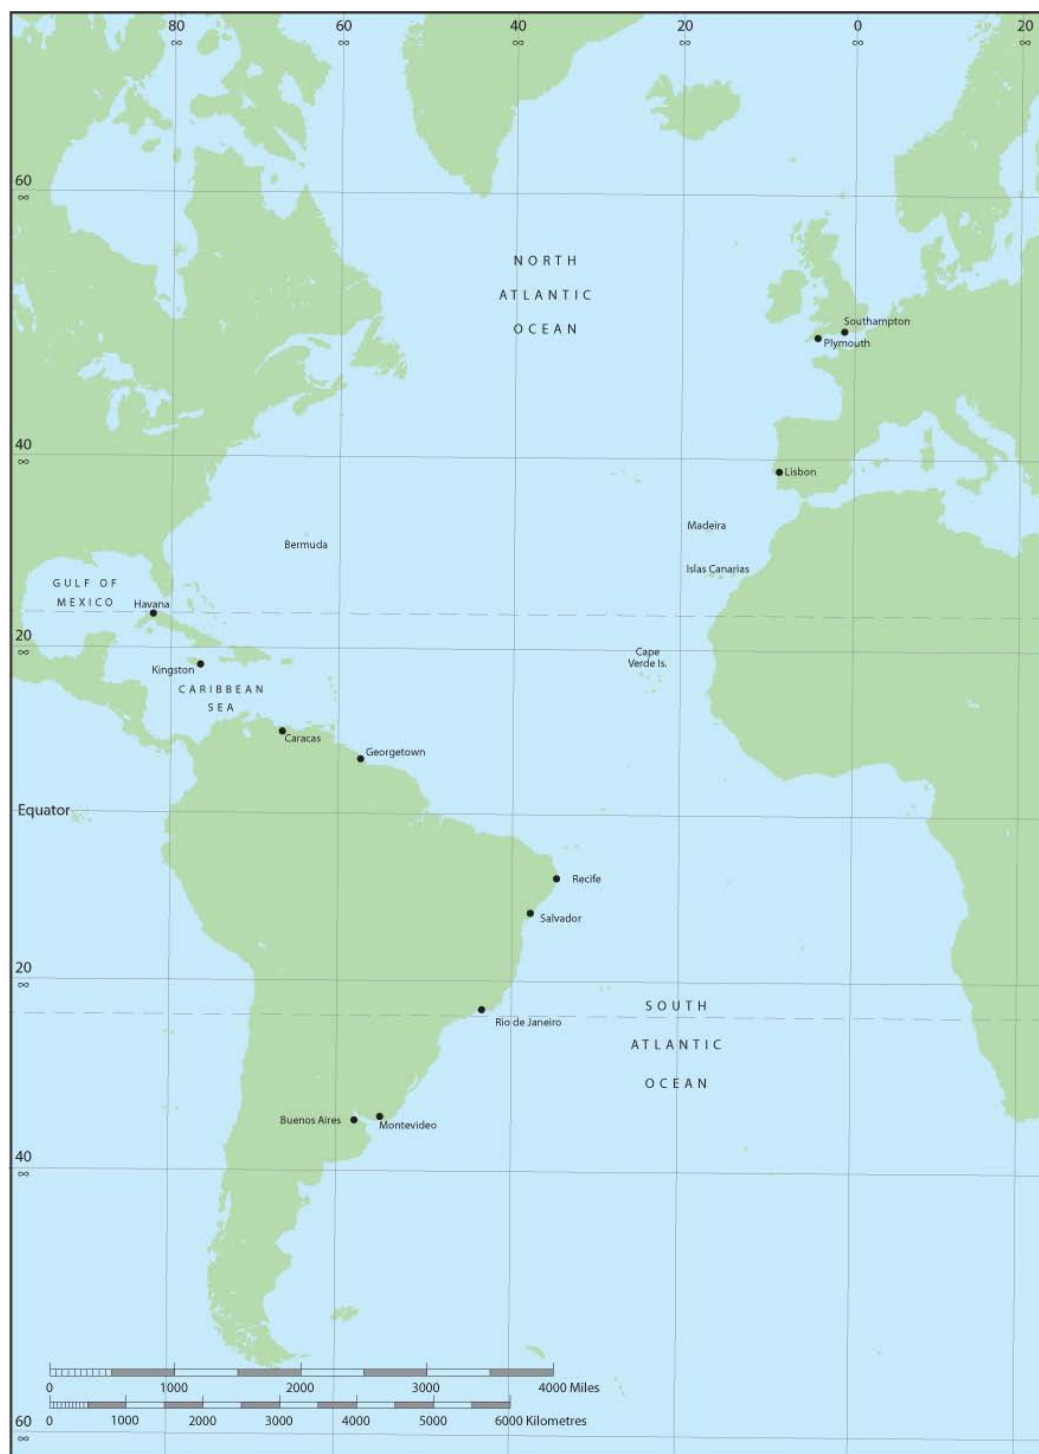 80 60 40 20 0 20
∞ ∞ ∞ ∞ ∞ ∞
60
∞
NORTH
ATLANTIC
OCEAN
Southampton
Plymouth
40
∞
Lisbon
Madeira
Bermuda
Islas Canarias
GULF OF
MEXICO
Havana
20
∞
Cape
Verde Is.
Kingston
CARIBBEAN
SEA
Caracas
Georgetown
Equator
Recife
Salvador
20
∞
SOUTH
Rio de Janeiro
ATLANTIC
OCEAN
Buenos Aires
Montevideo
40
∞
0 1000 2000 3000 4000 Miles
0 1000 2000 3000 4000 5000 6000 Kilometres
60
∞